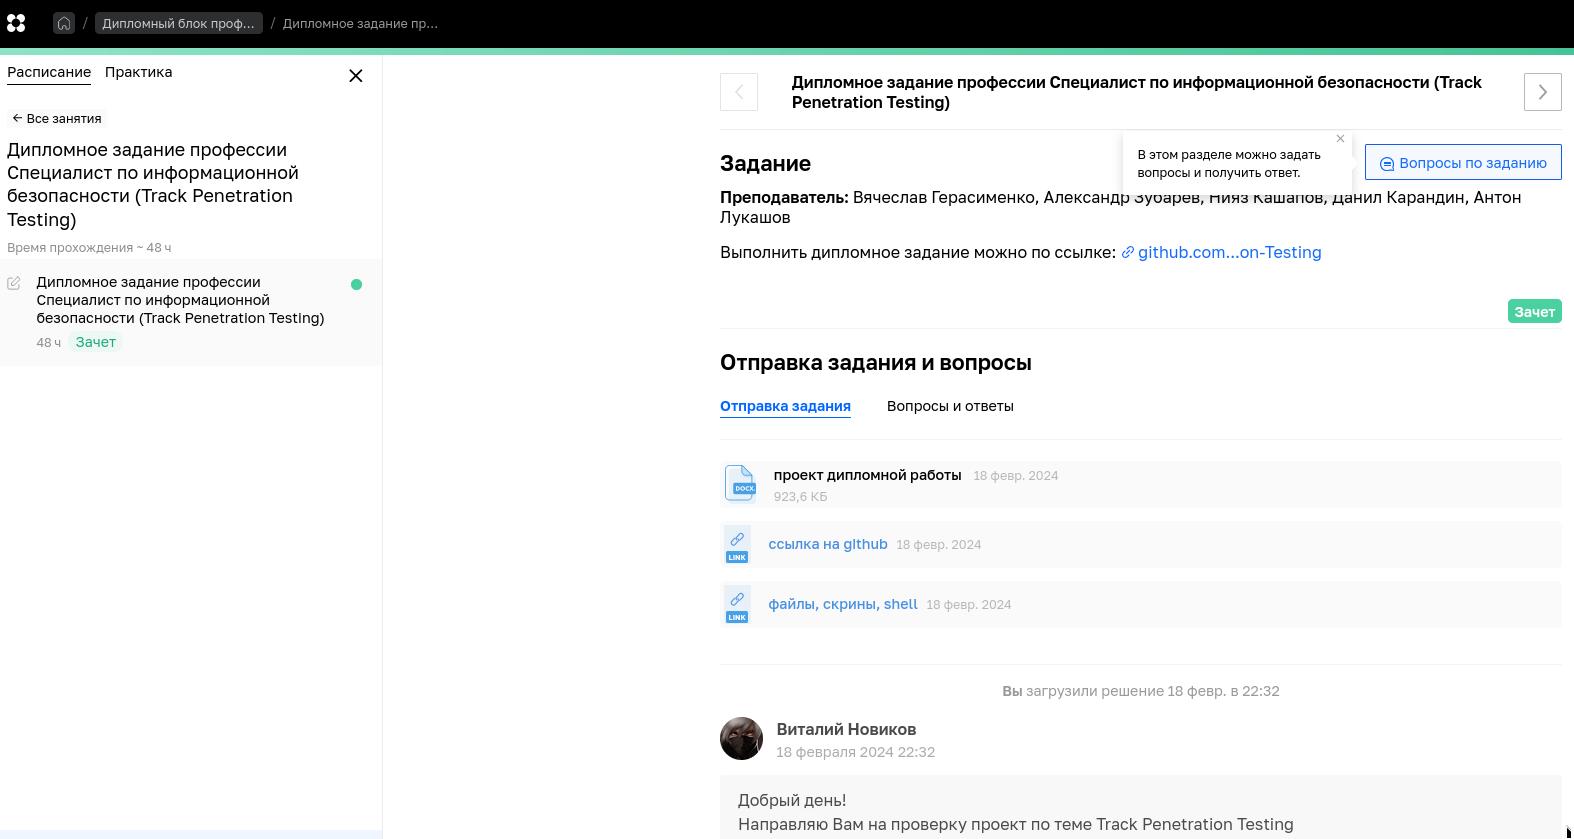 / Дипломный блок проф... / Дипломное задание пр...
Расписание Практика
← Все занятия
Дипломное задание профессии
Специалист по информационной
безопасности (Track Penetration
Testing)
Время прохождения ~ 48 ч
Дипломное задание профессии
Специалист по информационной
безопасности (Track Penetration Testing)
48 ч Зачет
Дипломное задание профессии Специалист по информационной безопасности (Track
Penetration Testing)
Задание
В этом разделе можно задать
вопросы и получить ответ.
Вопросы по заданию
Преподаватель: Вячеслав Герасименко, Александр Зубарев, Нияз Кашапов, Данил Карандин, Антон
Лукашов
Выполнить дипломное задание можно по ссылке: github.com...on-Testing
Зачет
Отправка задания и вопросы
Отправка задания Вопросы и ответы
проект дипломной работы 18 февр. 2024
DOCX
923,6 КБ
ссылка на github 18 февр. 2024
LINK
файлы, скрины, shell 18 февр. 2024
LINK
Вы загрузили решение 18 февр. в 22:32
Виталий Новиков
18 февраля 2024 22:32
Добрый день!
Направляю Вам на проверку проект по теме Track Penetration Testing